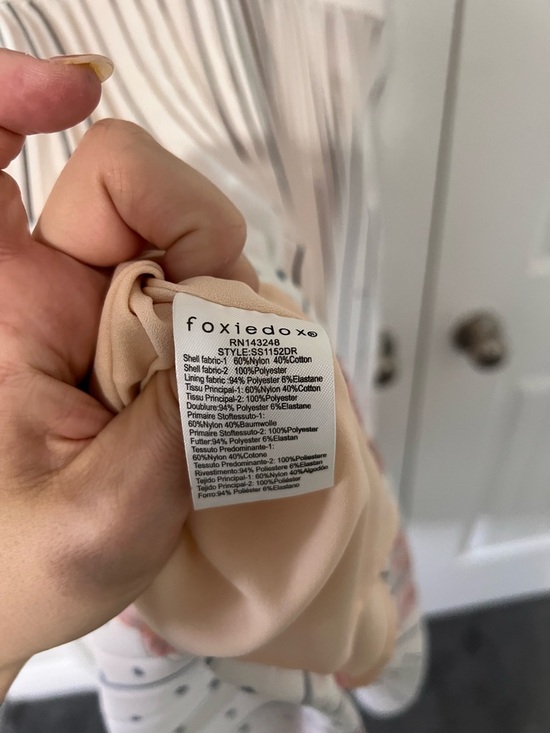 foxiedox®
RN143248
STYLE:SS1152DR
Shell fabric-1 60%Nylon 40%Cotton
Shell fabric-2 100%Polyester
Lining fabric :94% Polyester 6%Elastane
Tissu Principal-1: 60%Nylon 40%Cotton
Tissu Principal-2: 100%Polyester
Doublure:94% Polyester 6%Elastane
Primaire Stoffestuso-1:
60%Nylon 40%Baumwolle
Primaire Stoffestuso-2: 100%Polyester
Futter:94% Polyester 6%Elastan
Tessuto Predominante-1:
60%Nylon 40%Colone
Tessuto Predominante-2: 100%Poliestere
Rivestimento:94% Poliestere 6%Elastan
Tejido Principal-1: 60%Nylon 40%Algodón
Tejido Principal-2: 100%Poliéster
Forro:94% Poliéster 6%Elastane